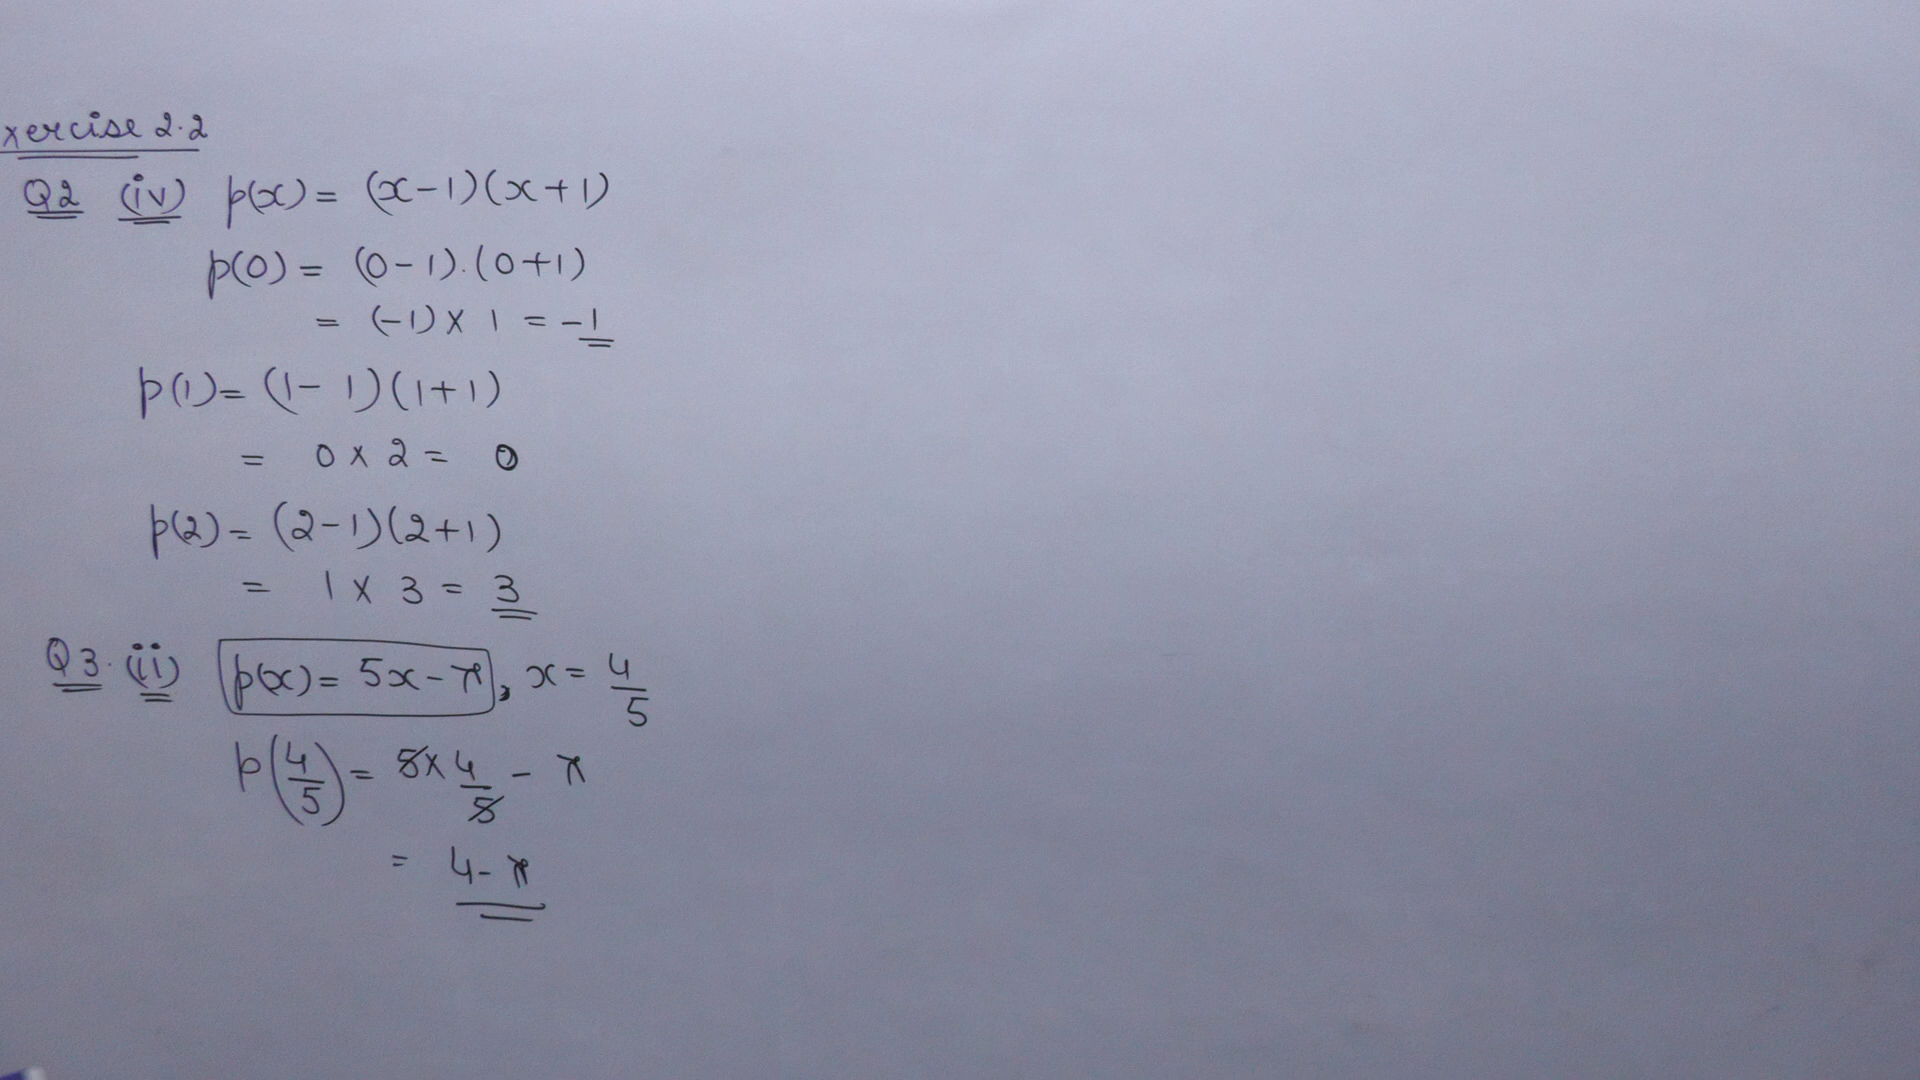 xercise 2.2
Q2 (iv) p(x) = (x-1)(x+1)
p(0) = (0-1).(0+1)
= (-1) × 1 = -1
p(1) = (1-1)(1+1)
= 0 × 2 = 0
p(2) = (2-1)(2+1)
= 1 × 3 = 3
Q3. (ii) p(x) = 5x - π, x = 4/5
p(4/5) = 5 × 4/5 - π
= 4 - π